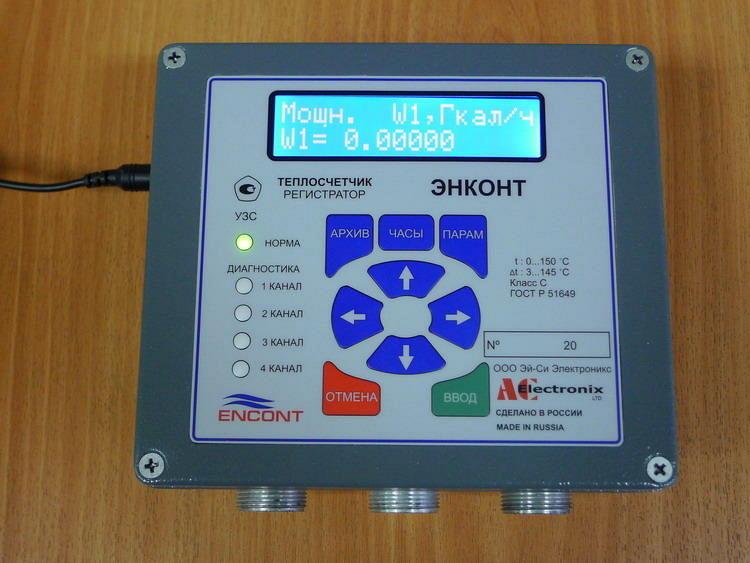 Мощн. W1,Гкал/ч
W1= 0.00000
ТЕПЛОСЧЕТЧИК
РЕГИСТРАТОР
ЭНКОНТ
УЗС
НОРМА
ДИАГНОСТИКА
1 КАНАЛ
2 КАНАЛ
3 КАНАЛ
4 КАНАЛ
АРХИВ
ЧАСЫ
ПАРАМ
t : 0...150 °C
Δt : 3...145 °C
Класс С
ГОСТ Р 51649
№ 20
ООО Эй-Си Электроникс
AC Electronix
LTD
СДЕЛАНО В РОССИИ
MADE IN RUSSIA
ОТМЕНА
ВВОД
ENCONT